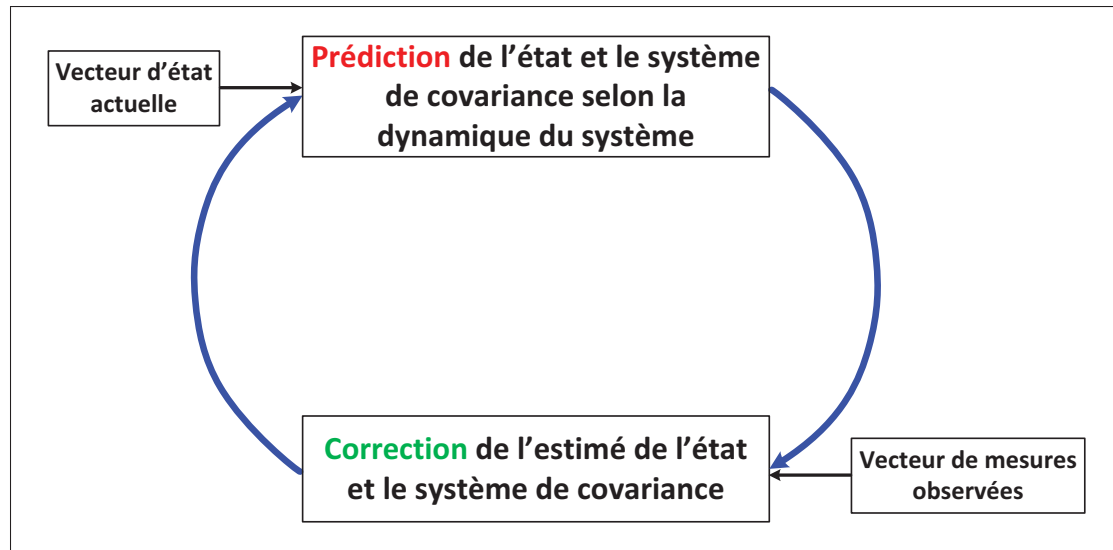 Vecteur d’état
actuelle
Prédiction de l’état et le système
de covariance selon la
dynamique du système
Correction de l’estimé de l’état
et le système de covariance
Vecteur de mesures
observées